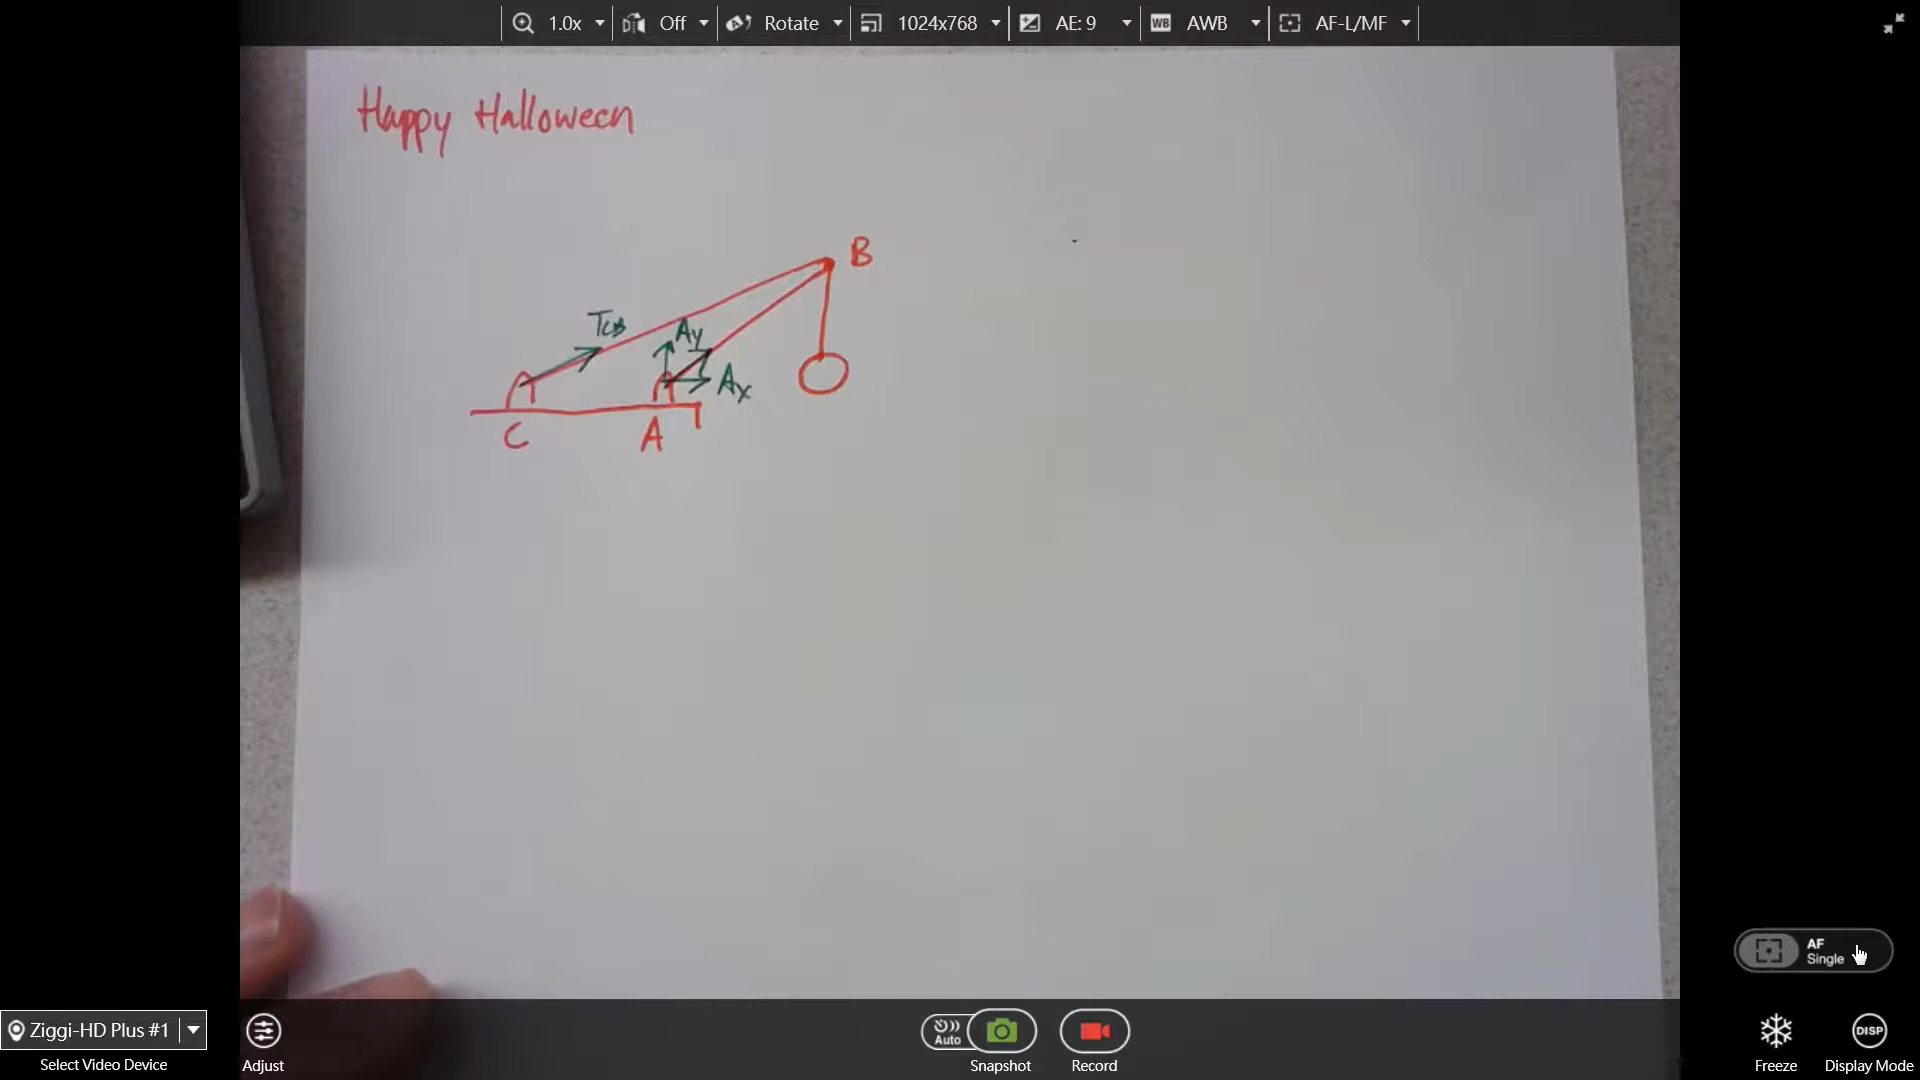 1.0x Off Rotate 1024x768 AE: 9 AWB AF-L/MF
Happy Halloween
B
TCB
Ay
Ax
C A
AF
Single
Ziggi-HD Plus #1
Auto
DISP
Select Video Device Adjust Snapshot Record Freeze Display Mode
WB